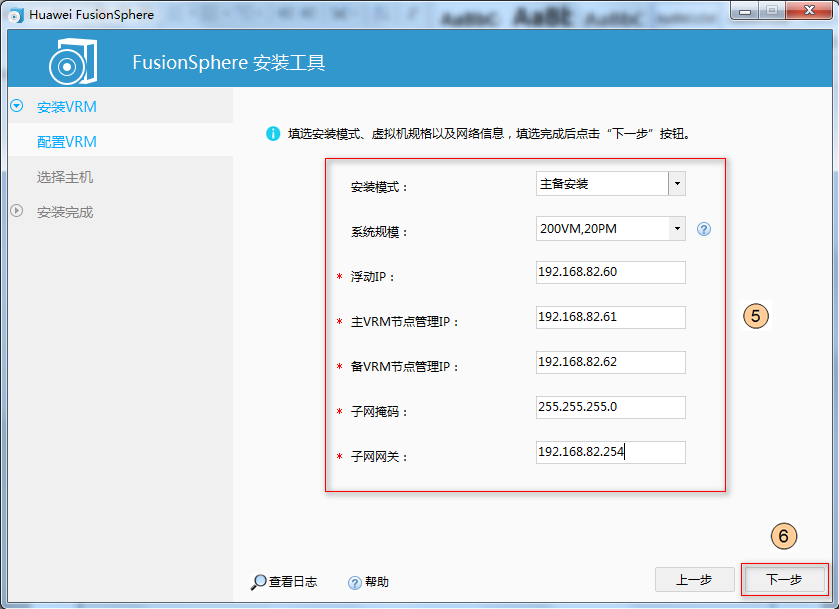 Huawei FusionSphere
FusionSphere 安装工具
安装VRM
配置VRM
选择主机
安装完成
填选安装模式、虚拟机规格以及网络信息，填选完成后点击“下一步”按钮。
安装模式： 主备安装
系统规模： 200VM,20PM
* 浮动IP： 192.168.82.60
* 主VRM节点管理IP： 192.168.82.61
* 备VRM节点管理IP： 192.168.82.62
* 子网掩码： 255.255.255.0
* 子网网关： 192.168.82.254
5
6
查看日志 帮助 上一步 下一步